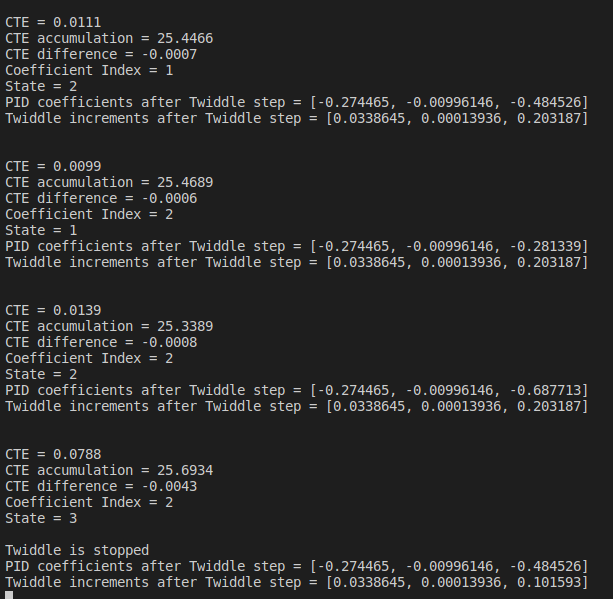 CTE = 0.0111
CTE accumulation = 25.4466
CTE difference = -0.0007
Coefficient Index = 1
State = 2
PID coefficients after Twiddle step = [-0.274465, -0.00996146, -0.484526]
Twiddle increments after Twiddle step = [0.0338645, 0.00013936, 0.203187]
CTE = 0.0099
CTE accumulation = 25.4689
CTE difference = -0.0006
Coefficient Index = 2
State = 1
PID coefficients after Twiddle step = [-0.274465, -0.00996146, -0.281339]
Twiddle increments after Twiddle step = [0.0338645, 0.00013936, 0.203187]
CTE = 0.0139
CTE accumulation = 25.3389
CTE difference = -0.0008
Coefficient Index = 2
State = 2
PID coefficients after Twiddle step = [-0.274465, -0.00996146, -0.687713]
Twiddle increments after Twiddle step = [0.0338645, 0.00013936, 0.203187]
CTE = 0.0788
CTE accumulation = 25.6934
CTE difference = -0.0043
Coefficient Index = 2
State = 3
Twiddle is stopped
PID coefficients after Twiddle step = [-0.274465, -0.00996146, -0.484526]
Twiddle increments after Twiddle step = [0.0338645, 0.00013936, 0.101593]